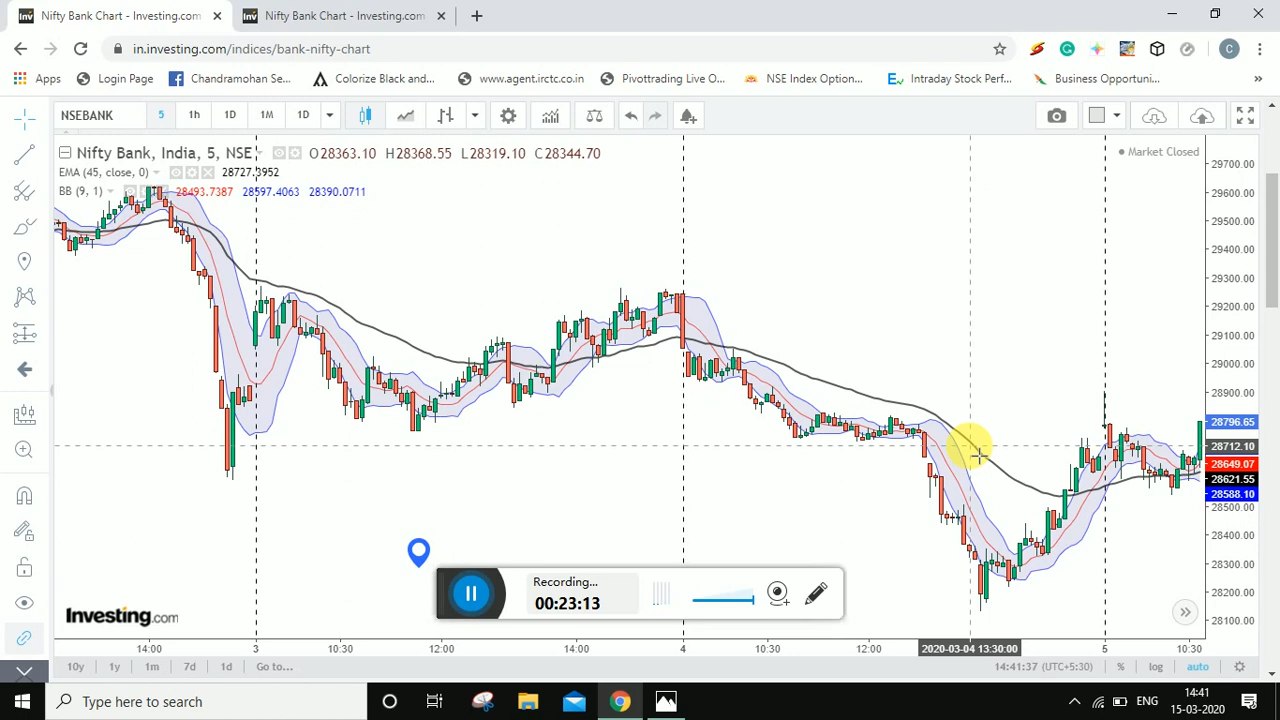 Nifty Bank Chart - Investing.com
Nifty Bank Chart - Investing.com
in.investing.com/indices/bank-nifty-chart
C
Apps
Login Page
Chandramohan Se...
Colorize Black and...
www.agent.irctc.co.in
Pivottrading Live O...
NSE Index Option...
Intraday Stock Perf...
Business Opportuni...
NSEBANK
5
1h
1D
1M
1D
Nifty Bank, India, 5, NSE
O28363.10 H28368.55 L28319.10 C28344.70
Market Closed
EMA (45, close, 0)
28727.3952
BB (9, 1)
28493.7387 28597.4063 28390.0711
29700.00
29600.00
29500.00
29400.00
29300.00
29200.00
29100.00
29000.00
28900.00
28796.65
28712.10
28649.07
28621.55
28588.10
28500.00
28400.00
28300.00
28200.00
28100.00
Recording...
00:23:13
Investing.com
14:00
3
10:30
12:00
14:00
4
10:30
12:00
2020-03-04 13:30:00
5
10:30
10y
1y
1m
7d
1d
Go to...
14:41:37 (UTC+5:30)
%
log
auto
Type here to search
ENG
14:41
15-03-2020